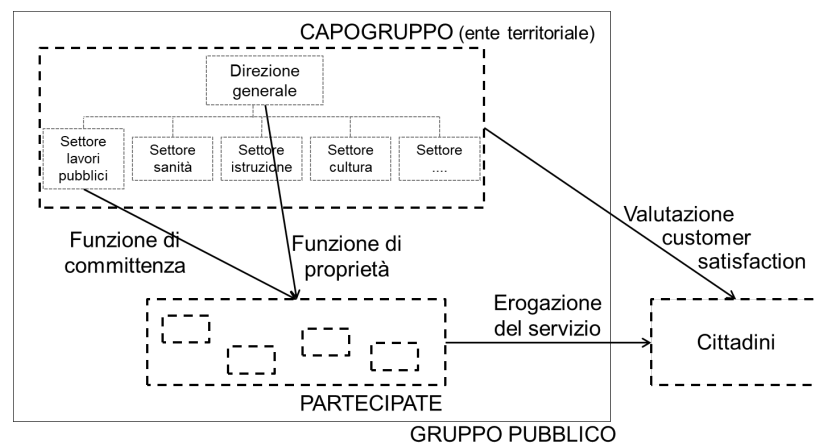 CAPOGRUPPO (ente territoriale)
Direzione
generale
Settore
lavori
pubblici
Settore
sanità
Settore
istruzione
Settore
cultura
Settore
....
Funzione di
committenza
Funzione di
proprietà
Valutazione
customer
satisfaction
Erogazione
del servizio
Cittadini
PARTECIPATE
GRUPPO PUBBLICO